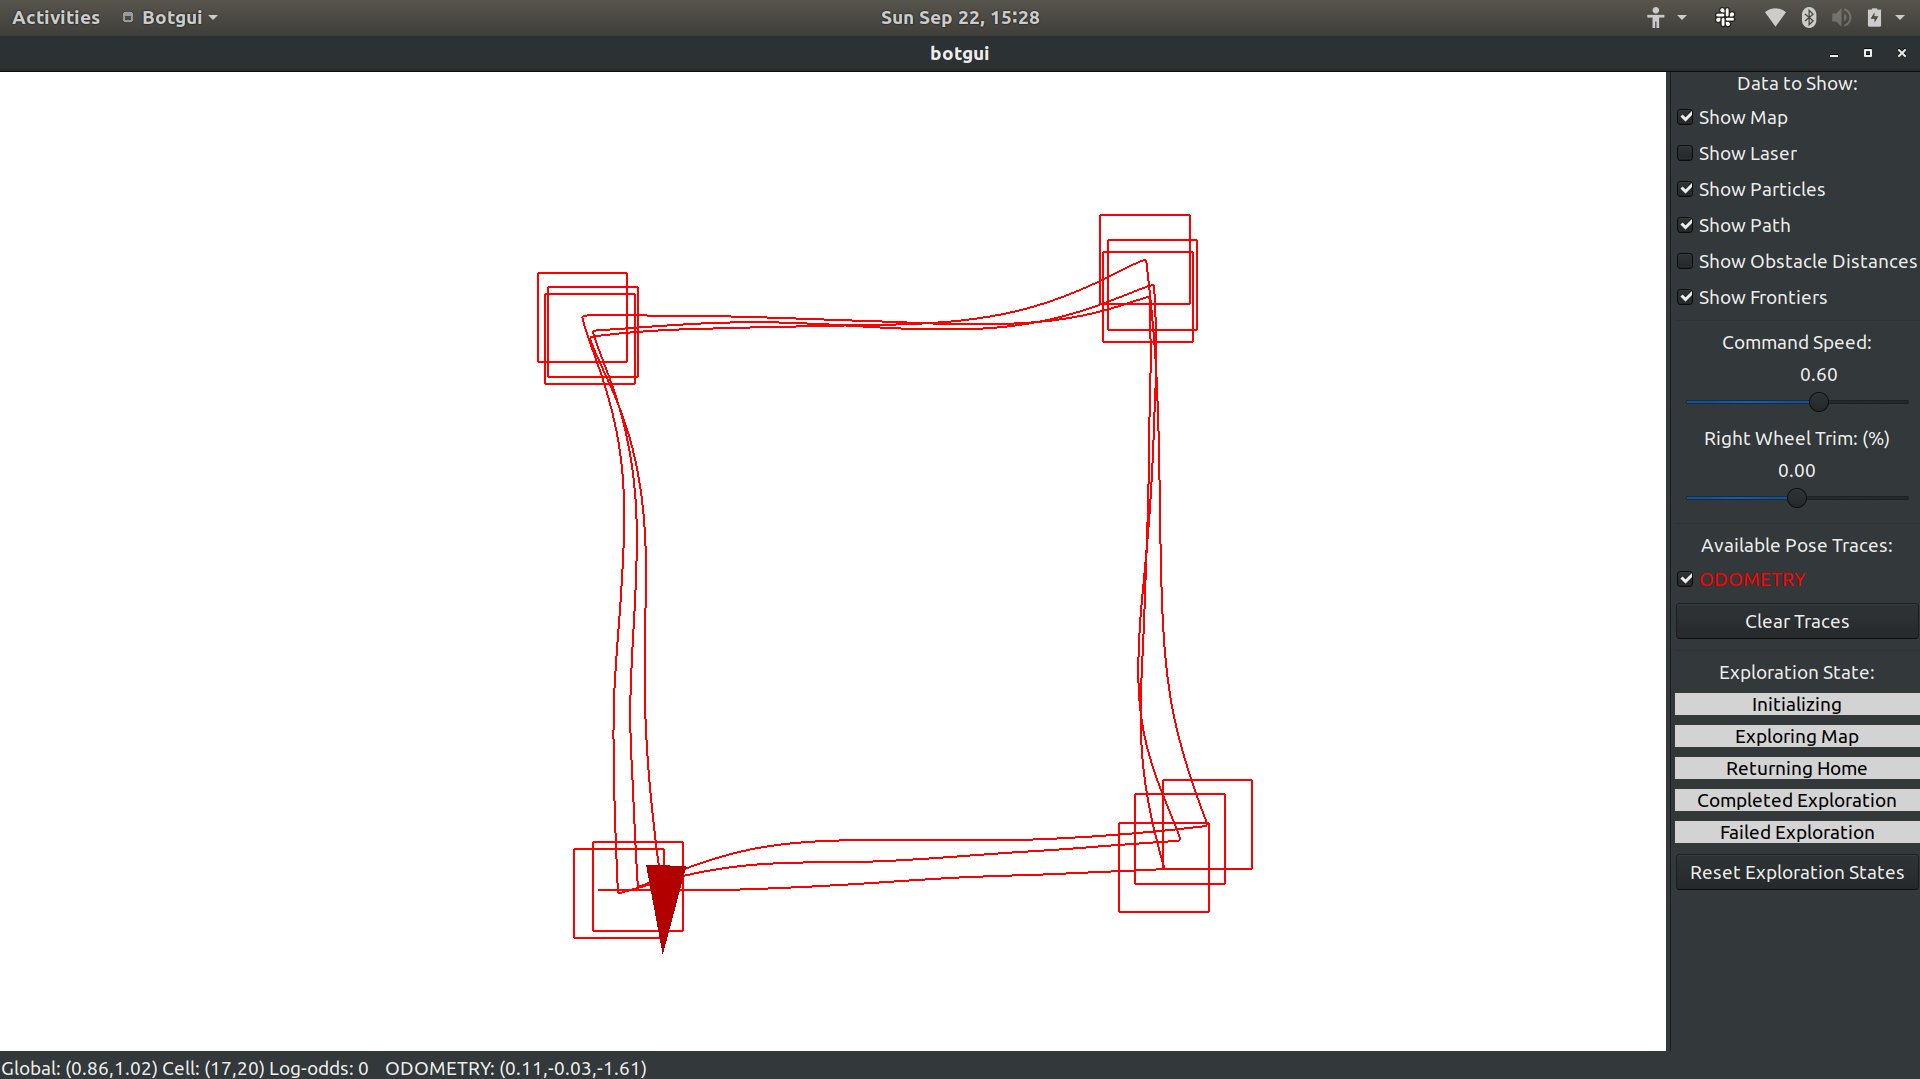 Activities Botgui Sun Sep 22, 15:28
botgui
Data to Show:
Show Map
Show Laser
Show Particles
Show Path
Show Obstacle Distances
Show Frontiers
Command Speed:
0.60
Right Wheel Trim: (%)
0.00
Available Pose Traces:
ODOMETRY
Clear Traces
Exploration State:
Initializing
Exploring Map
Returning Home
Completed Exploration
Failed Exploration
Reset Exploration States
Global: (0.86,1.02) Cell: (17,20) Log-odds: 0 ODOMETRY: (0.11,-0.03,-1.61)